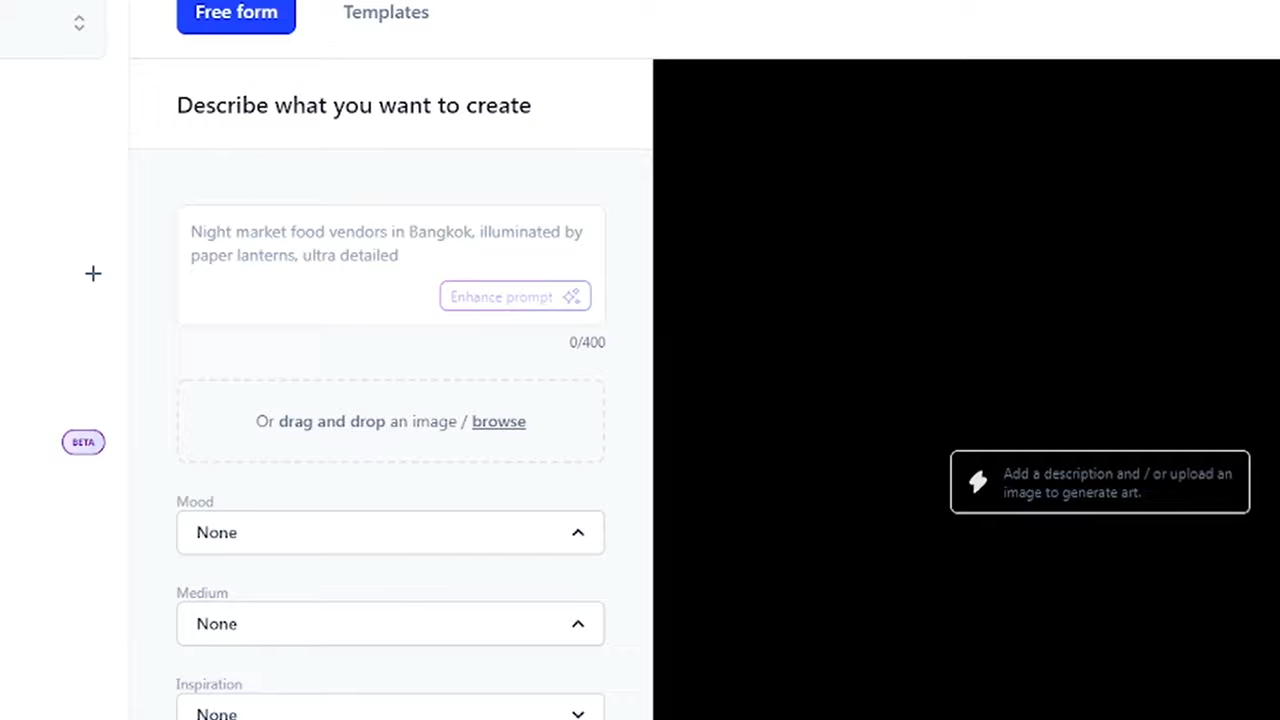 Free form
Templates
Describe what you want to create
Night market food vendors in Bangkok, illuminated by
paper lanterns, ultra detailed
Enhance prompt
0/400
Or drag and drop an image / browse
BETA
Add a description and / or upload an
image to generate art.
Mood
None
Medium
None
Inspiration
None